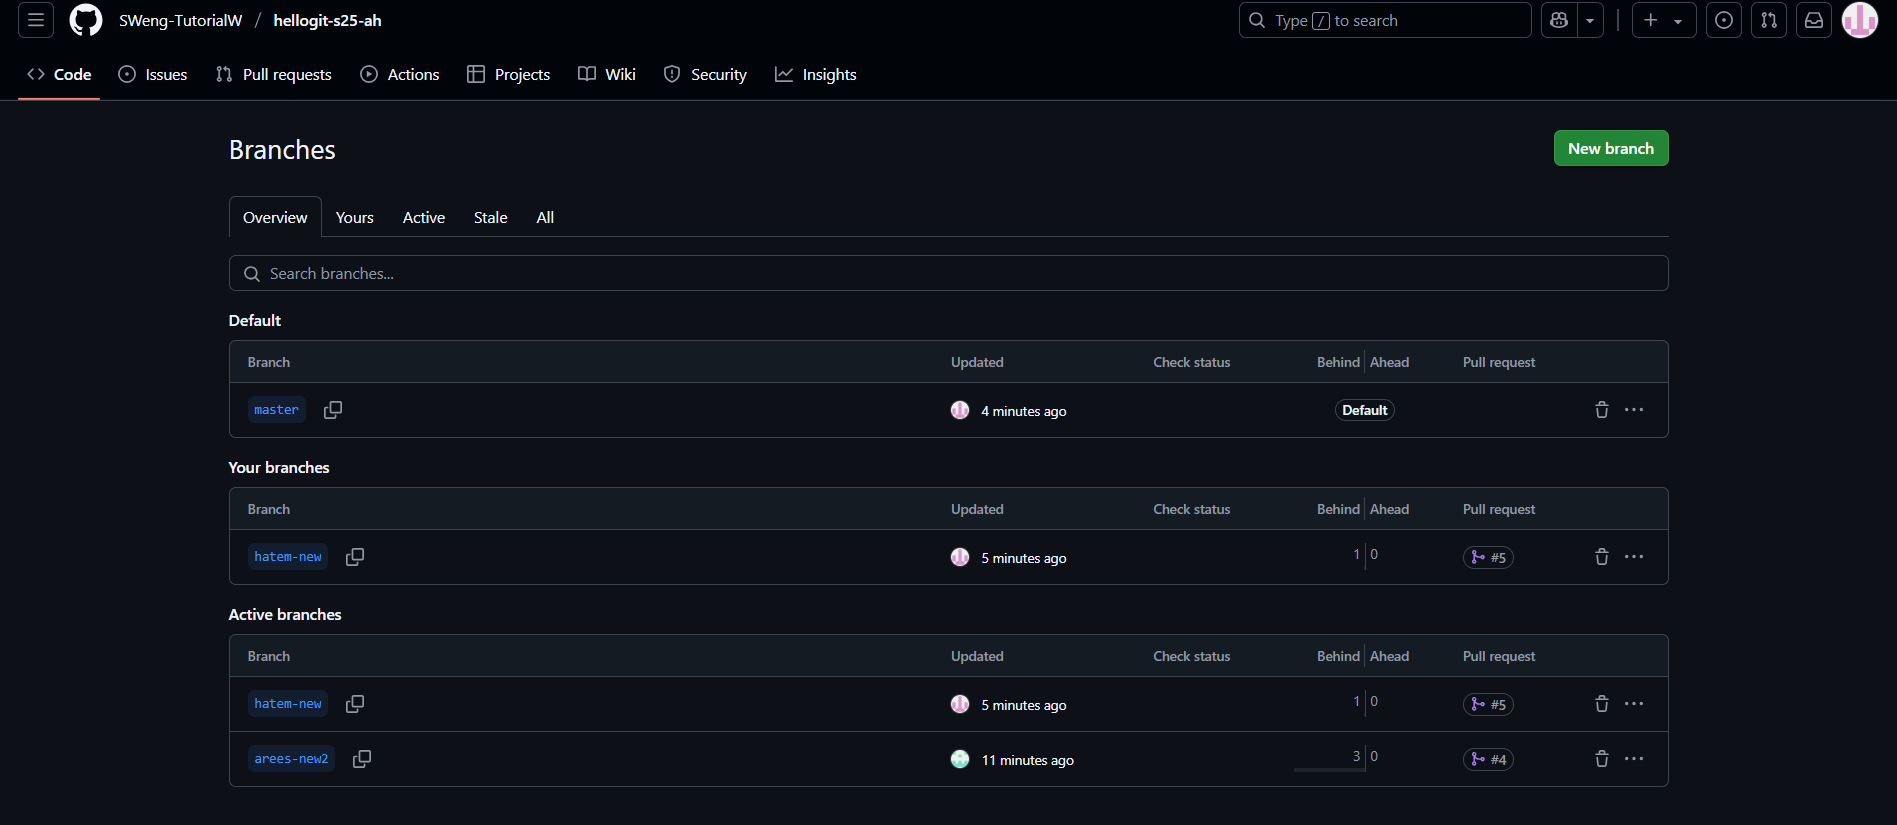 SWeng-TutorialW / hellogit-s25-ah
Type / to search
Code Issues Pull requests Actions Projects Wiki Security Insights
Branches
New branch
Overview Yours Active Stale All
Search branches...
Default
Branch Updated Check status Behind Ahead Pull request
master 4 minutes ago Default
Your branches
Branch Updated Check status Behind Ahead Pull request
hatem-new 5 minutes ago 1 0 #5
Active branches
Branch Updated Check status Behind Ahead Pull request
hatem-new 5 minutes ago 1 0 #5
arees-new2 11 minutes ago 3 0 #4